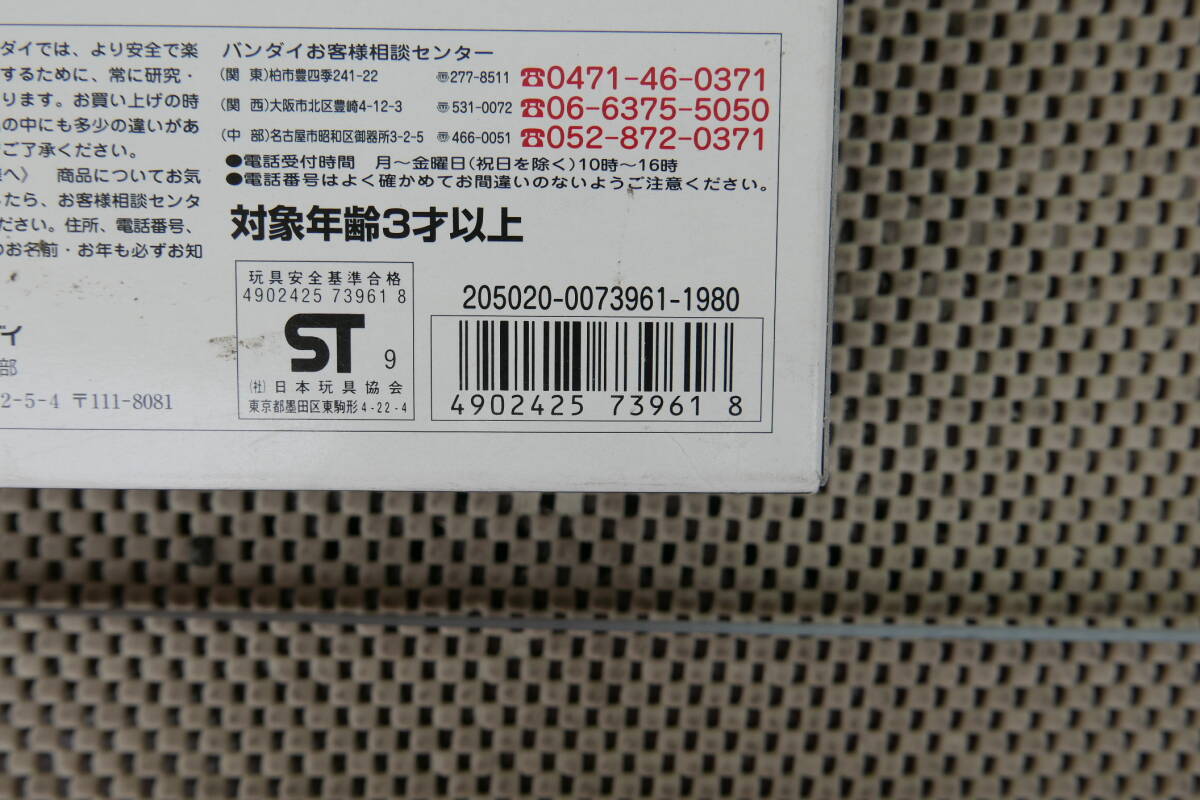 ダイでは、より安全で楽
するために、常に研究・
ります。お買い上げの時
の中にも多少の違いがあ
ご了承ください。
へ〉 商品についてお気
たら、お客様相談センタ
ださい。住所、電話番号、
のお名前・お年も必ずお知
イ
部
2-5-4 〒111-8081
バンダイお客様相談センター
(関 東)柏市豊四季241-22 〠277-8511 ☎0471-46-0371
(関 西)大阪市北区豊崎4-12-3 〠531-0072 ☎06-6375-5050
(中 部)名古屋市昭和区御器所3-2-5 〠466-0051 ☎052-872-0371
●電話受付時間 月〜金曜日(祝日を除く)10時〜16時
●電話番号はよく確かめてお間違いのないようご注意ください。
対象年齢3才以上
玩具安全基準合格
4902425 73961 8
ST 9
(社)日本玩具協会
東京都墨田区東駒形4-22-4
205020-0073961-1980
4902425 739618